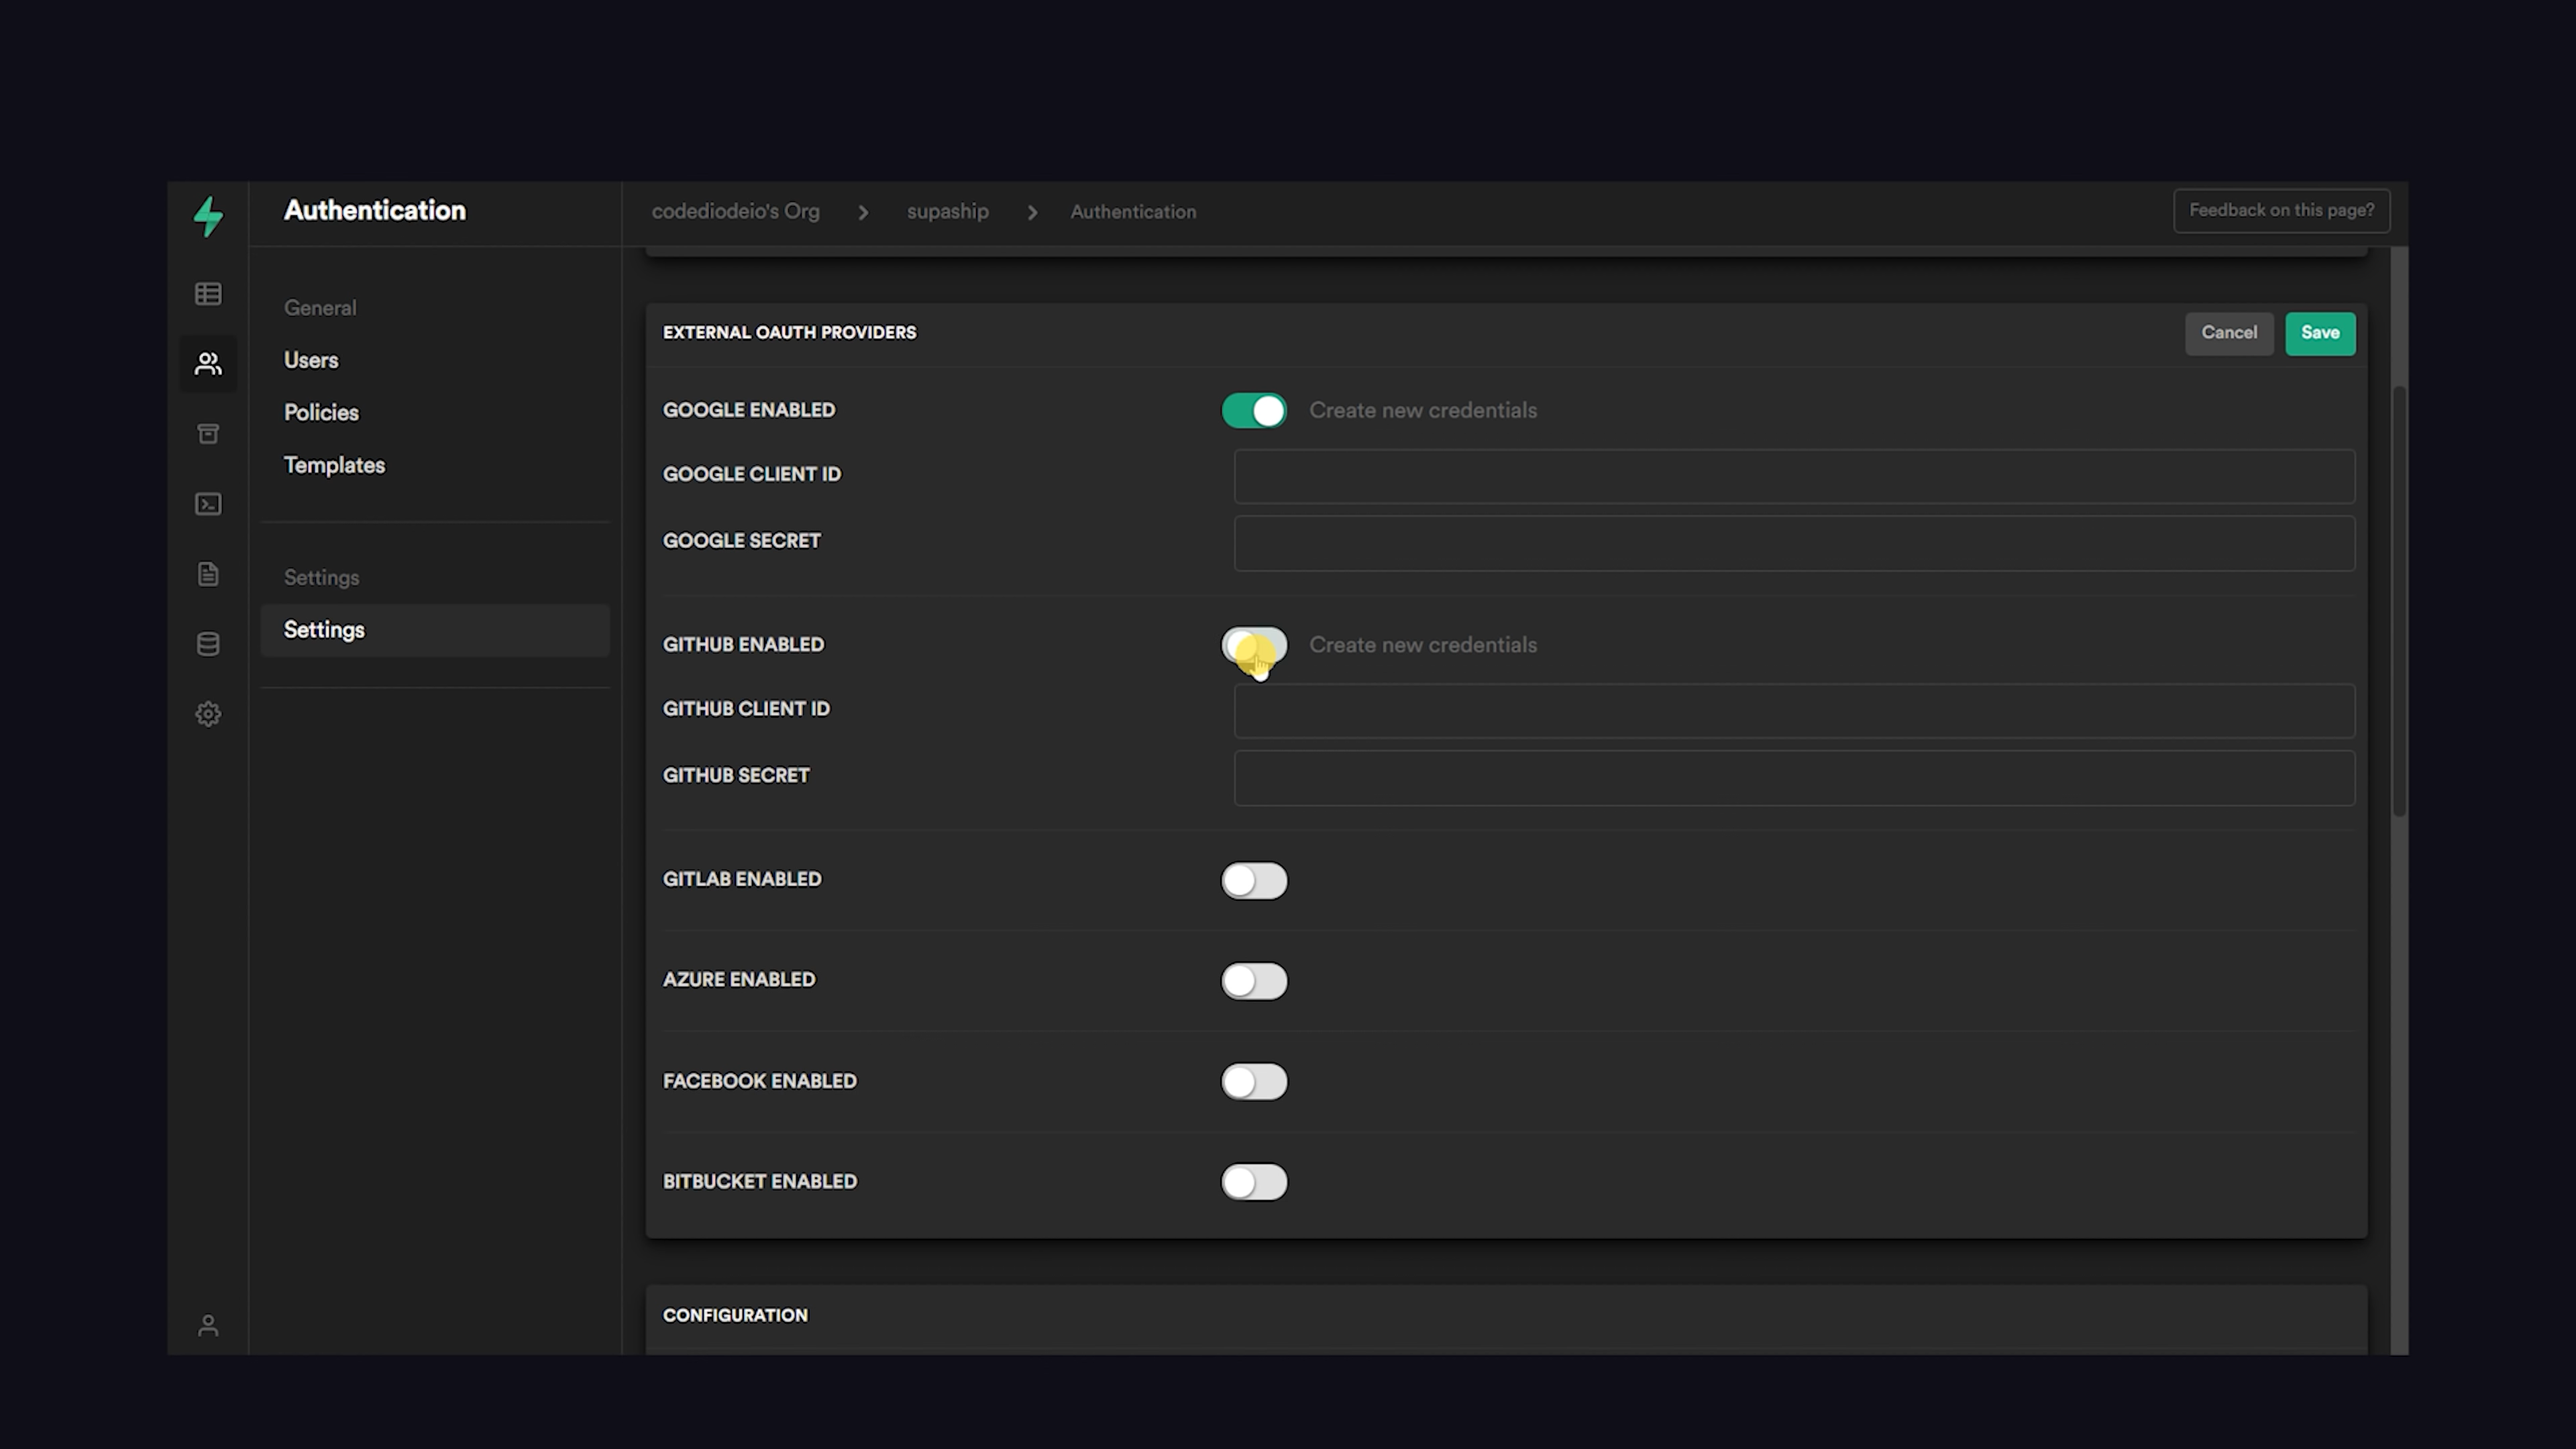 Authentication
codediodeio's Org
supaship
Authentication
Feedback on this page?
General
Users
Policies
Templates
Settings
Settings
EXTERNAL OAUTH PROVIDERS
Cancel
Save
GOOGLE ENABLED
Create new credentials
GOOGLE CLIENT ID
GOOGLE SECRET
GITHUB ENABLED
Create new credentials
GITHUB CLIENT ID
GITHUB SECRET
GITLAB ENABLED
AZURE ENABLED
FACEBOOK ENABLED
BITBUCKET ENABLED
CONFIGURATION